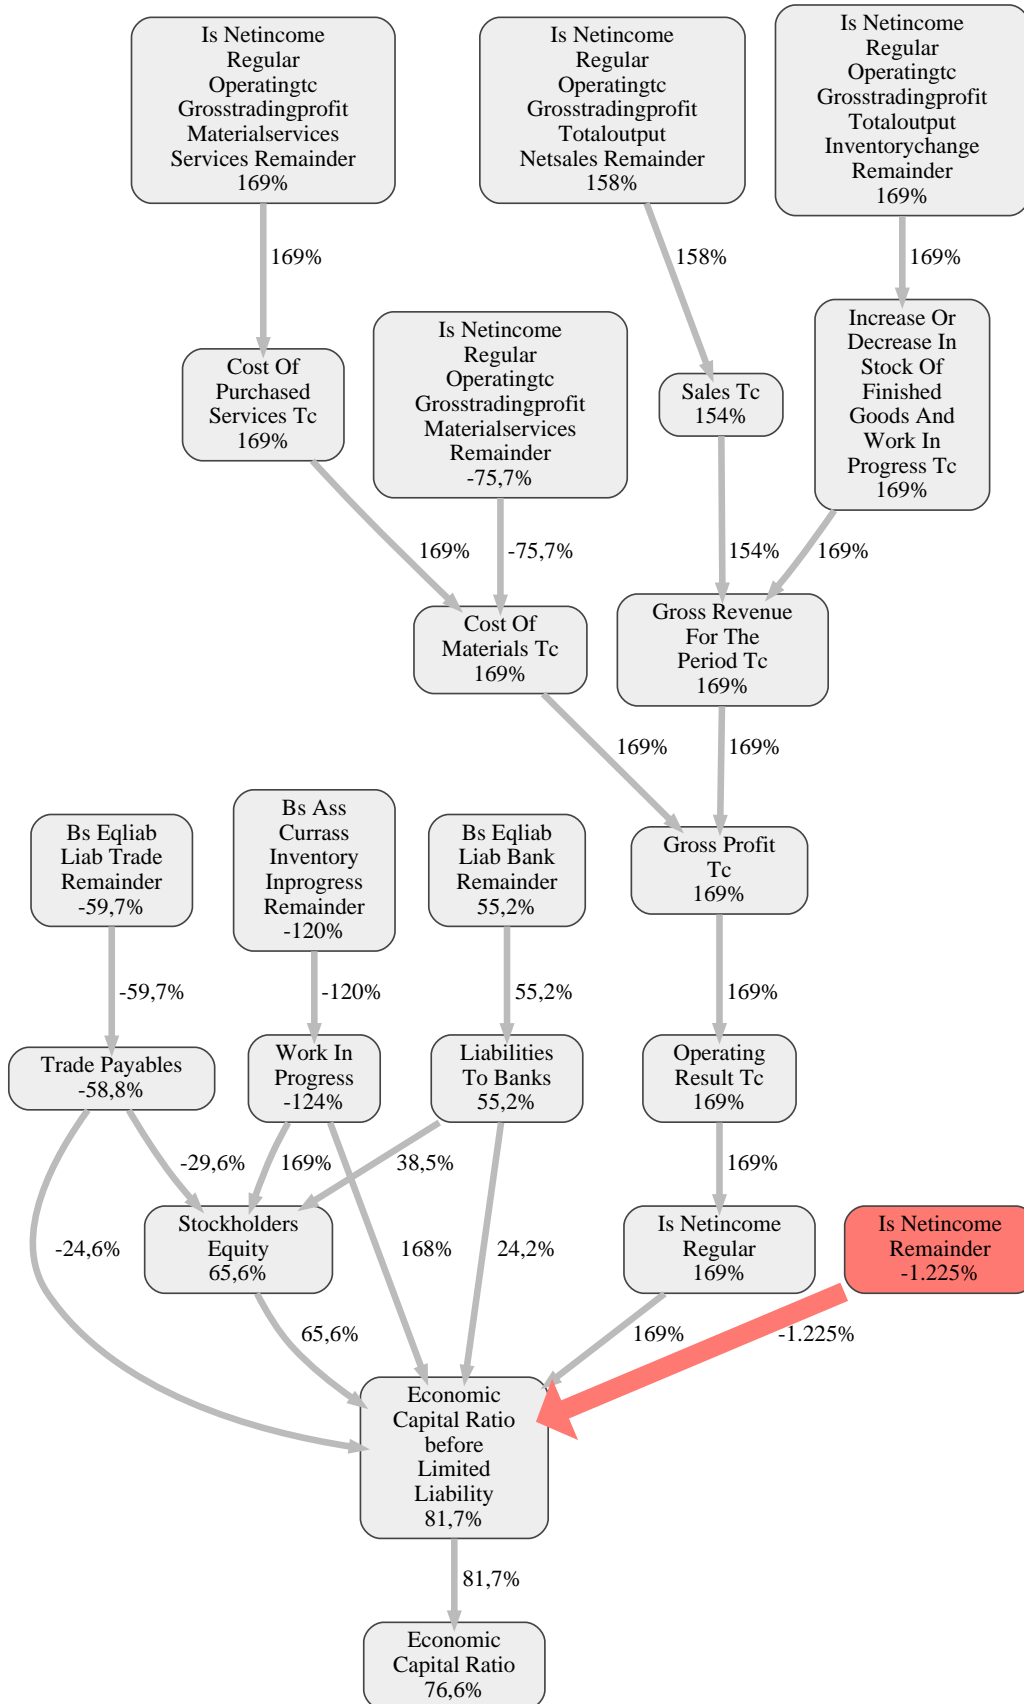 Is Netincome
Regular
Operatingtc
Grosstradingprofit
Materialservices
Services Remainder
169%
Is Netincome
Regular
Operatingtc
Grosstradingprofit
Totaloutput
Netsales Remainder
158%
Is Netincome
Regular
Operatingtc
Grosstradingprofit
Totaloutput
Inventorychange
Remainder
169%
169%
158%
169%
Cost Of
Purchased
Services Tc
169%
Is Netincome
Regular
Operatingtc
Grosstradingprofit
Materialservices
Remainder
-75,7%
Sales Tc
154%
Increase Or
Decrease In
Stock Of
Finished
Goods And
Work In
Progress Tc
169%
169%
-75,7%
154%
169%
Cost Of
Materials Tc
169%
Gross Revenue
For The
Period Tc
169%
169%
169%
Bs Eqliab
Liab Trade
Remainder
-59,7%
Bs Ass
Currass
Inventory
Inprogress
Remainder
-120%
Bs Eqliab
Liab Bank
Remainder
55,2%
Gross Profit
Tc
169%
-59,7%
-120%
55,2%
169%
Trade Payables
-58,8%
Work In
Progress
-124%
Liabilities
To Banks
55,2%
Operating
Result Tc
169%
-29,6%
169%
38,5%
169%
Stockholders
Equity
65,6%
Is Netincome
Regular
169%
Is Netincome
Remainder
-1.225%
-24,6%
168%
24,2%
65,6%
169%
-1.225%
Economic
Capital Ratio
before
Limited
Liability
81,7%
81,7%
Economic
Capital Ratio
76,6%